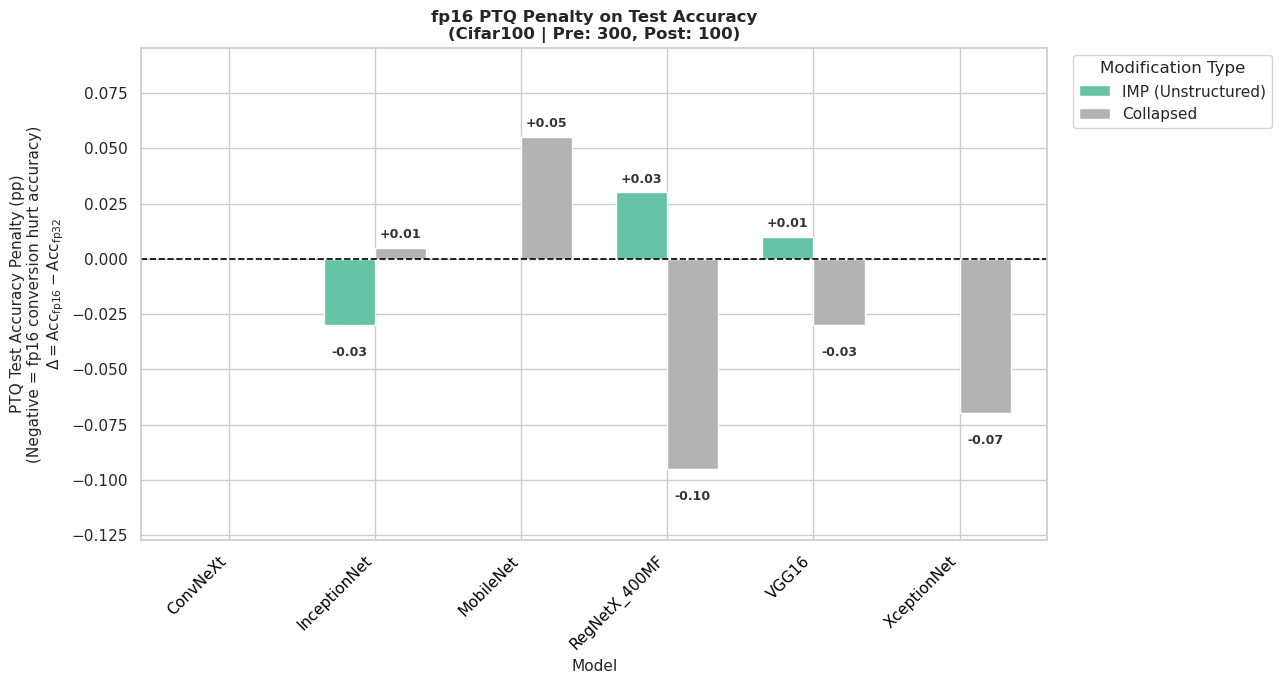 fp16 PTQ Penalty on Test Accuracy
(Cifar100 | Pre: 300, Post: 100)
Modification Type
IMP (Unstructured)
Collapsed
PTQ Test Accuracy Penalty (pp)
(Negative = fp16 conversion hurt accuracy)
Δ = Acc_fp16 − Acc_fp32
0.075
0.050
0.025
0.000
−0.025
−0.050
−0.075
−0.100
−0.125
-0.03
+0.01
+0.05
+0.03
-0.10
+0.01
-0.03
-0.07
ConvNeXt
InceptionNet
MobileNet
RegNetX_400MF
VGG16
XceptionNet
Model